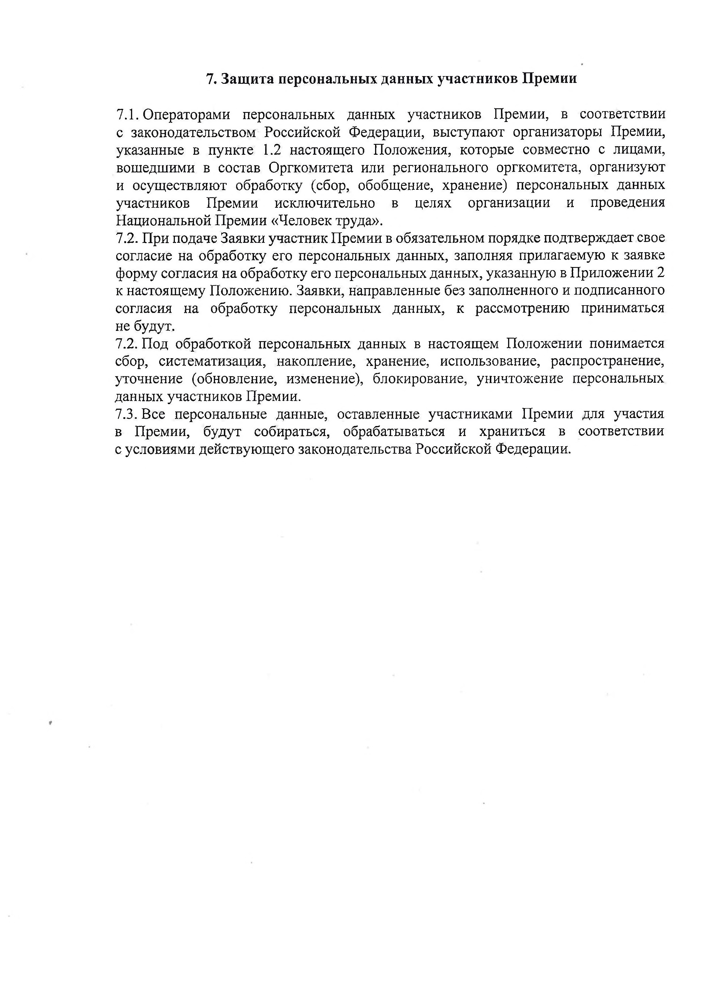 7. Защита персональных данных участников Премии
7.1. Операторами персональных данных участников Премии, в соответствии
с законодательством Российской Федерации, выступают организаторы Премии,
указанные в пункте 1.2 настоящего Положения, которые совместно с лицами,
вошедшими в состав Оргкомитета или регионального оргкомитета, организуют
и осуществляют обработку (сбор, обобщение, хранение) персональных данных
участников Премии исключительно в целях организации и проведения
Национальной Премии «Человек труда».
7.2. При подаче Заявки участник Премии в обязательном порядке подтверждает свое
согласие на обработку его персональных данных, заполняя прилагаемую к заявке
форму согласия на обработку его персональных данных, указанную в Приложении 2
к настоящему Положению. Заявки, направленные без заполненного и подписанного
согласия на обработку персональных данных, к рассмотрению приниматься
не будут.
7.2. Под обработкой персональных данных в настоящем Положении понимается
сбор, систематизация, накопление, хранение, использование, распространение,
уточнение (обновление, изменение), блокирование, уничтожение персональных
данных участников Премии.
7.3. Все персональные данные, оставленные участниками Премии для участия
в Премии, будут собираться, обрабатываться и храниться в соответствии
с условиями действующего законодательства Российской Федерации.